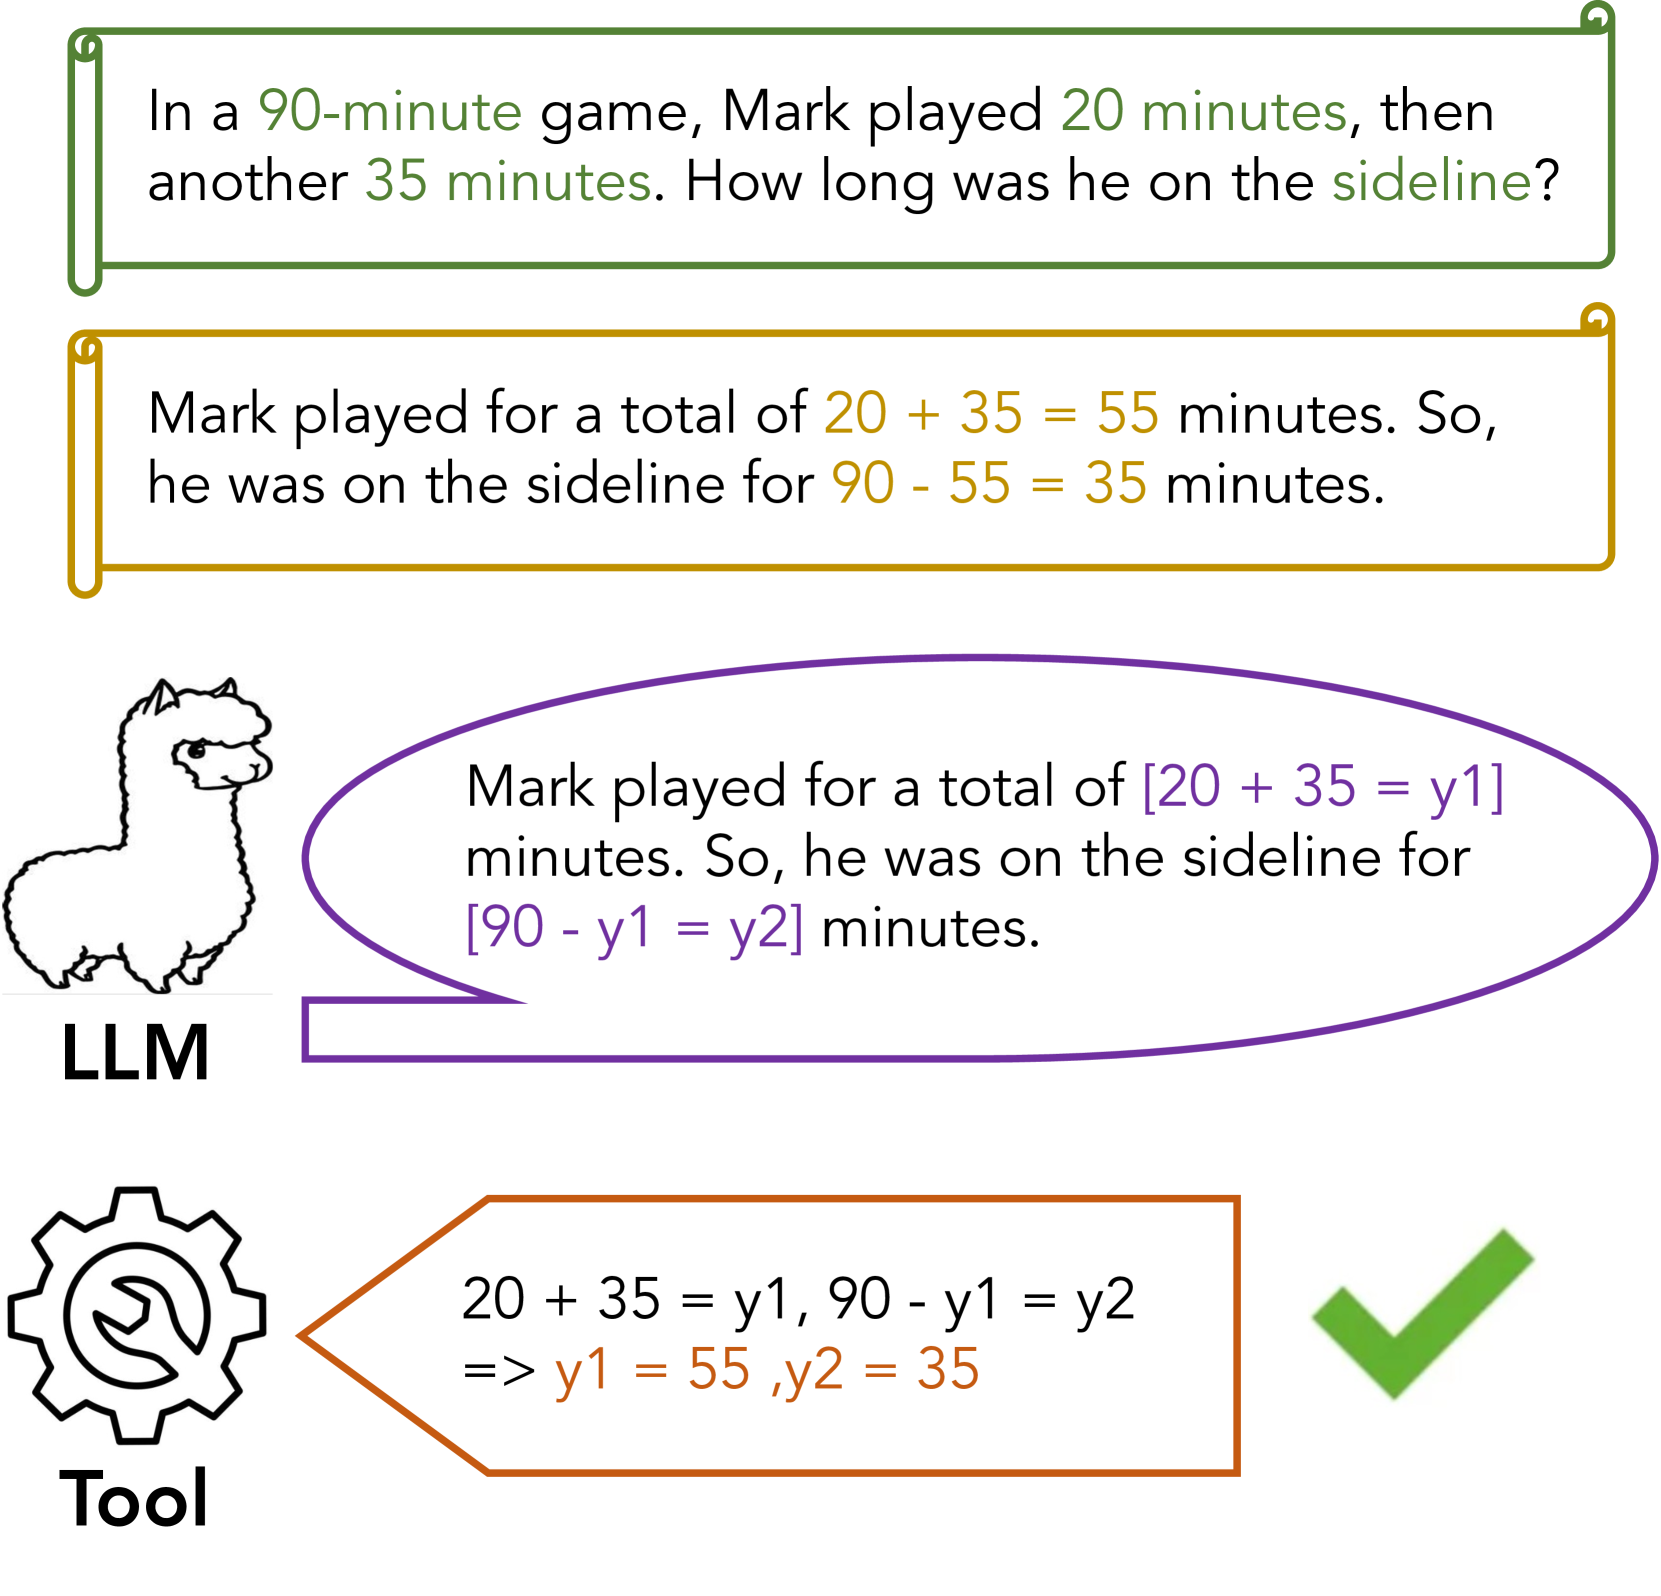 In a 90-minute game, Mark played 20 minutes, then
another 35 minutes. How long was he on the sideline?
Mark played for a total of 20 + 35 = 55 minutes. So,
he was on the sideline for 90 - 55 = 35 minutes.
Mark played for a total of [20 + 35 = y1]
minutes. So, he was on the sideline for
[90 - y1 = y2] minutes.
LLM
20 + 35 = y1, 90 - y1 = y2
=> y1 = 55 ,y2 = 35
Tool